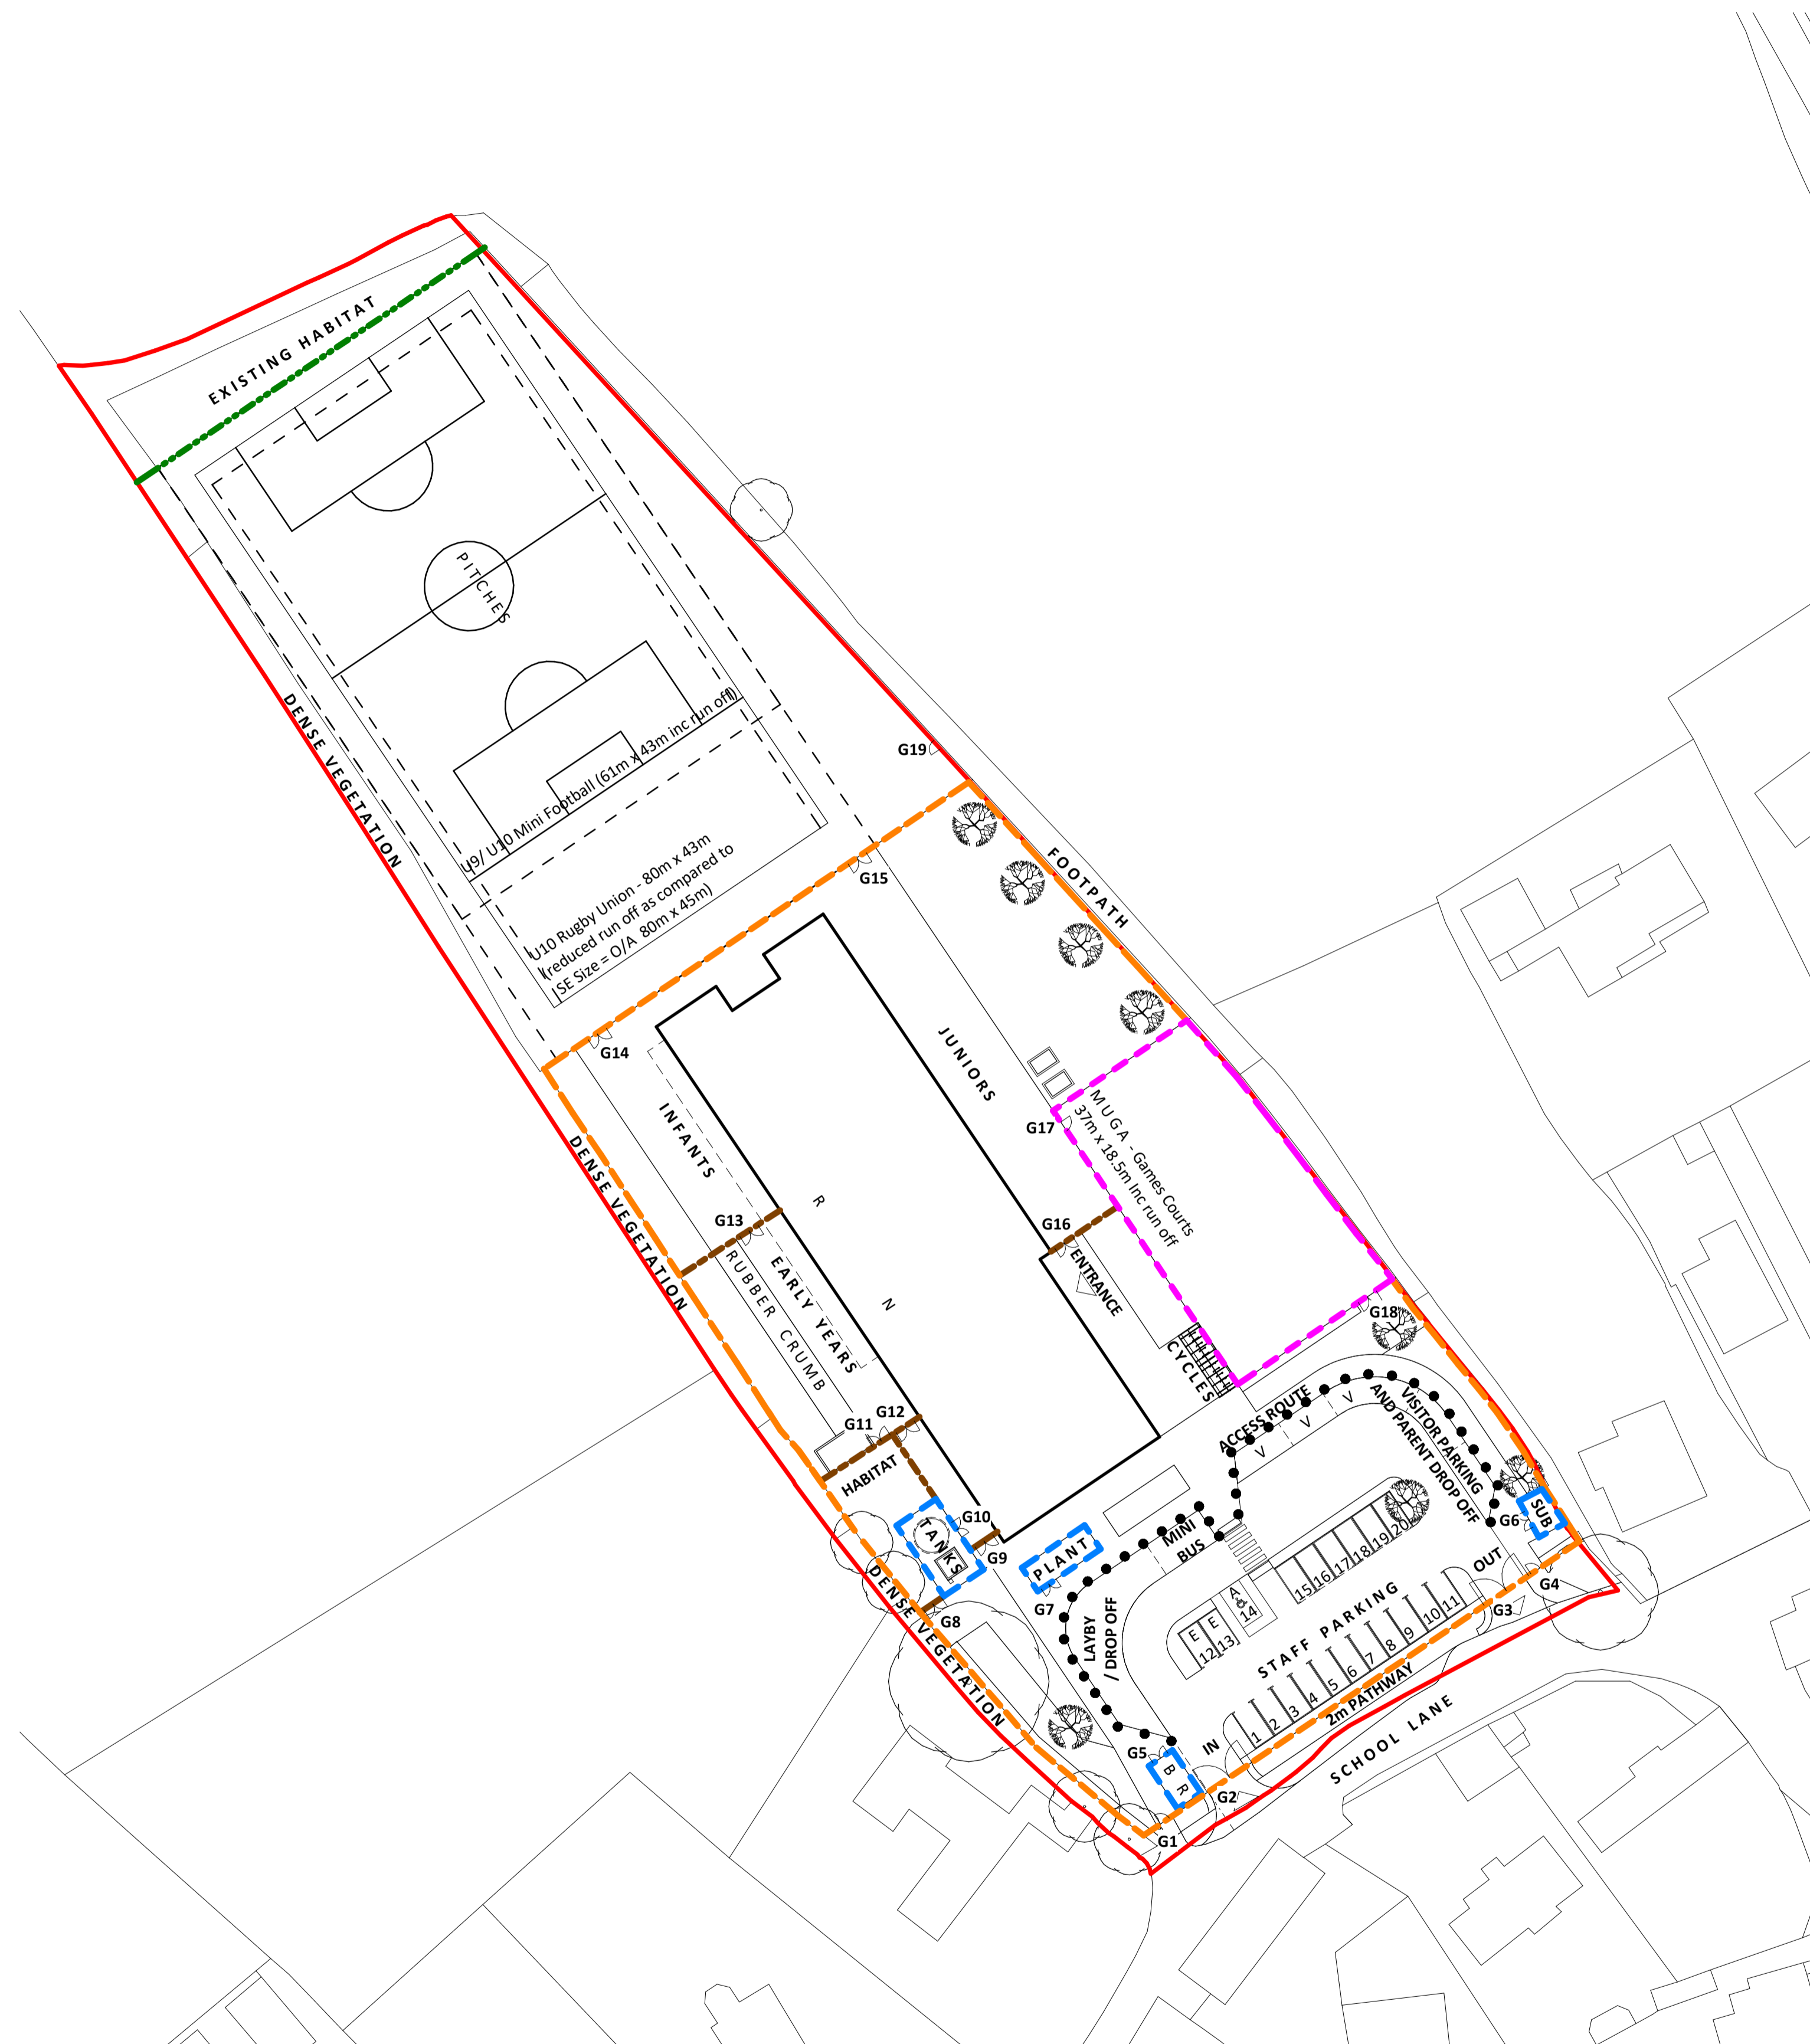 EXISTING HABITAT
PITCHES
DENSE VEGETATION
U9/ U10 Mini Football (61m x 43m inc run off)
U10 Rugby Union - 80m x 43m
(reduced run off as compared to
SE Size = O/A 80m x 45m)
G19
G15
FOOTPATH
G14
JUNIORS
INFANTS
DENSE VEGETATION
G17
MUGA - Games Courts
37m x 18.5m Inc run off
G13
R
N
G16
ENTRANCE
EARLY YEARS
RUBBER CRUMB
G18
CYCLES
G11
G12
HABITAT
ACCESS ROUTE
V
V
V
VISITOR PARKING
AND PARENT DROP OFF
G10
TANKS
G9
PLANT
G7
MINI
BUS
SUB
G6
OUT
G4
G3
G8
DENSE VEGETATION
LAYBY
/ DROP OFF
E
E
12
13
A
14
15
16
17
18
19
20
STAFF PARKING
1
2
3
4
5
6
7
8
9
10
11
2m PATHWAY
IN
G5
B R
G2
G1
SCHOOL LANE